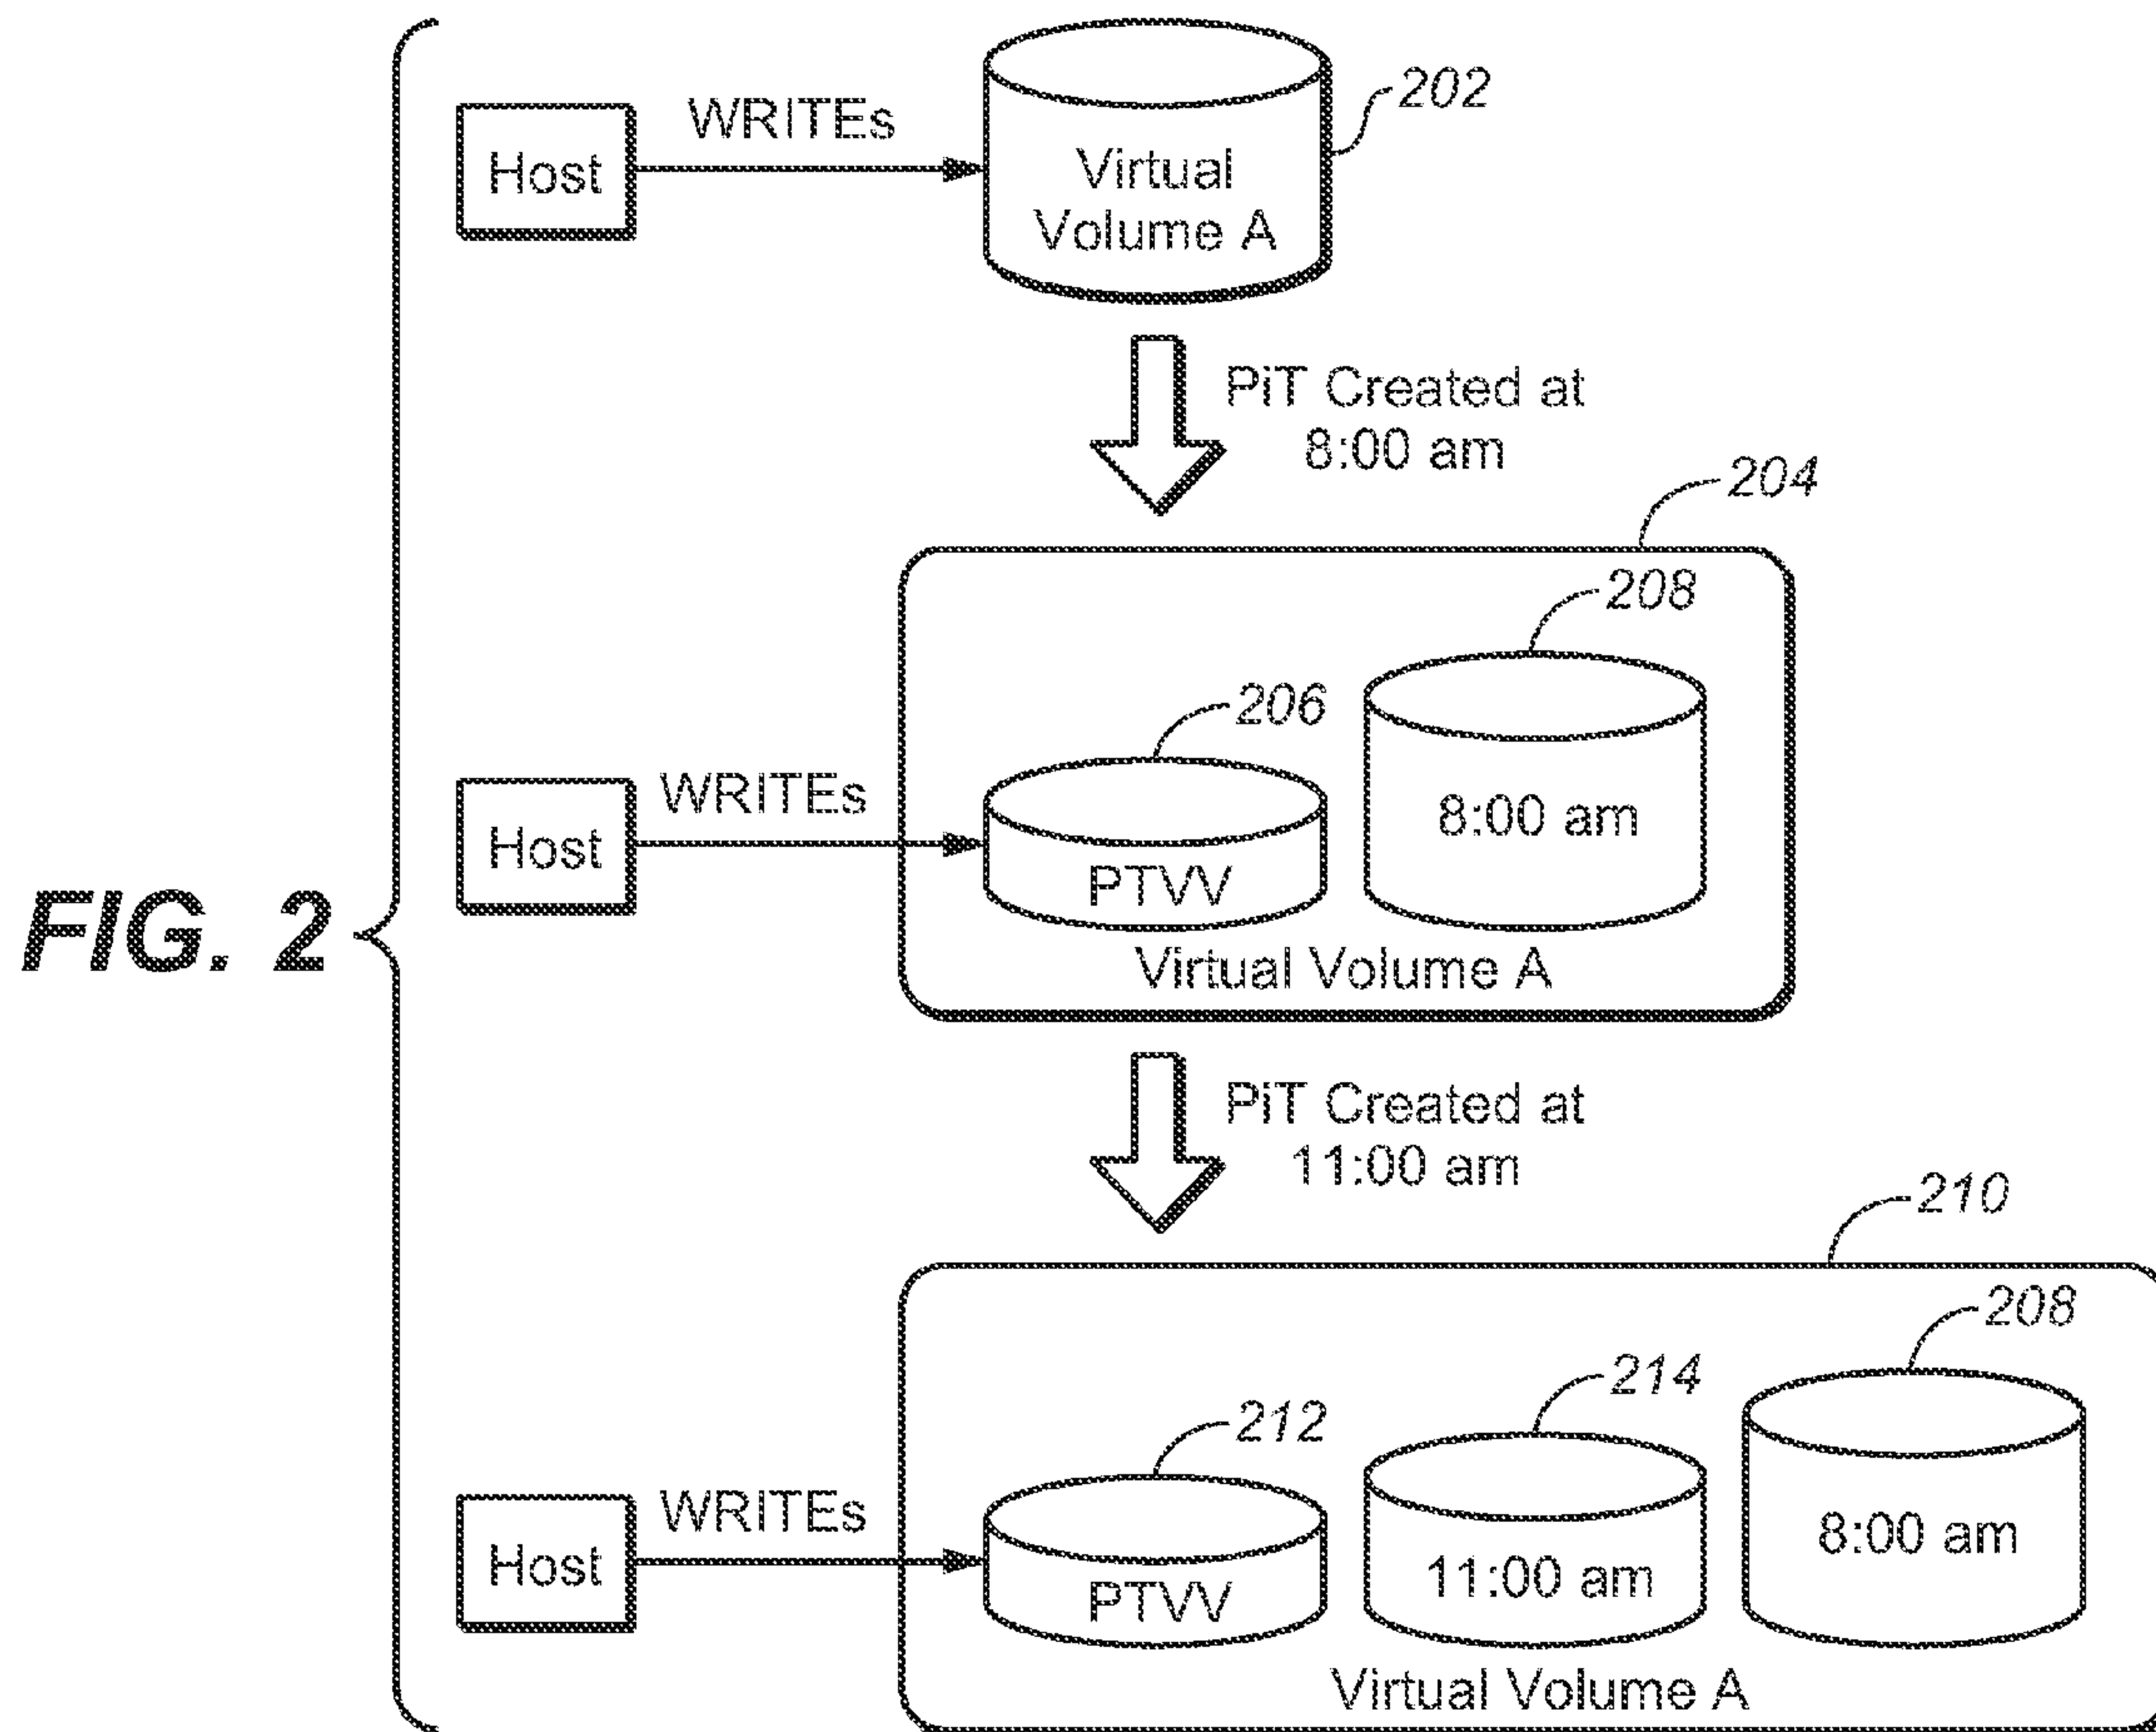 FIG. 2
Host
WRITEs
Virtual
Volume A
202
PiT Created at
8:00 am
204
208
206
Host
WRITEs
PTVV
8:00 am
Virtual Volume A
PiT Created at
11:00 am
210
208
214
212
Host
WRITEs
PTVV
11:00 am
8:00 am
Virtual Volume A